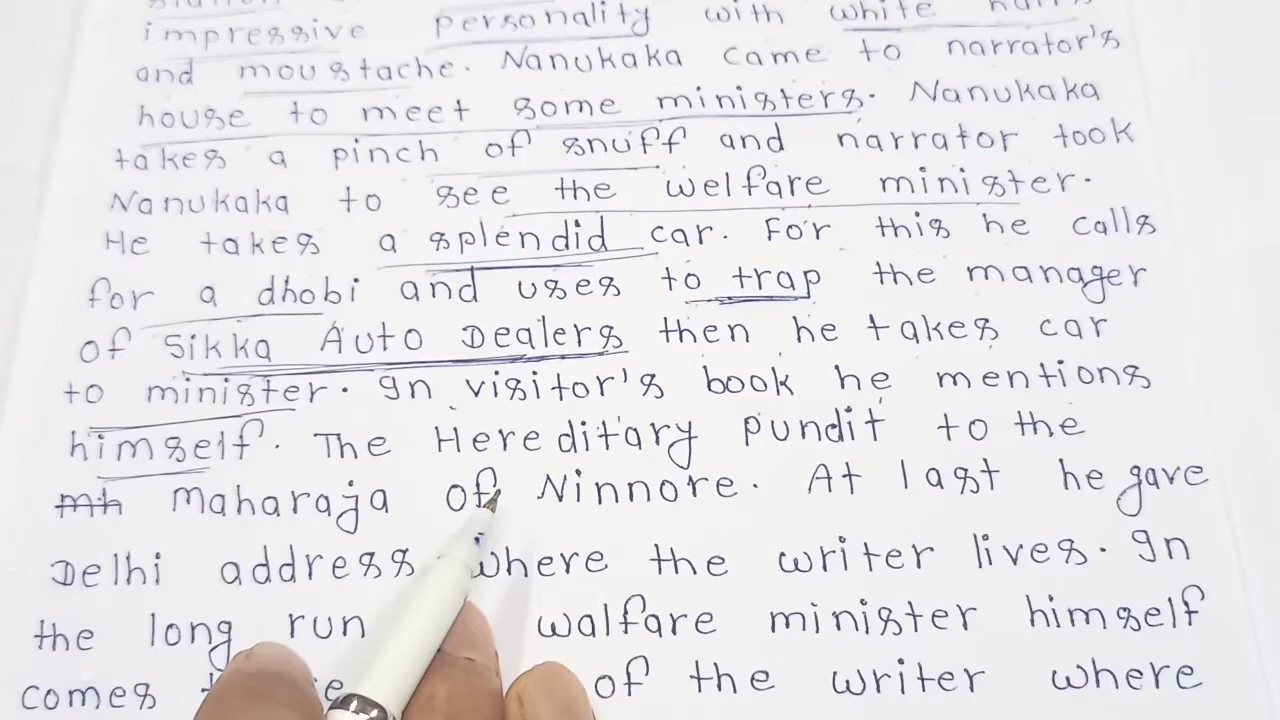 impressive personality with white
and moustache. Nanukaka came to narrator's
house to meet some ministers. Nanukaka
takes a pinch of snuff and narrator took
Nanukaka to see the welfare minister.
He takes a splendid car. For this he calls
for a dhobi and uses to trap the manager
of Sikka Auto Dealers then he takes car
to minister. In visitor's book he mentions
himself. The Hereditary pundit to the
mh Maharaja of Ninnore. At last he gave
Delhi address where the writer lives. In
the long run walfare minister himself
comes of the writer where